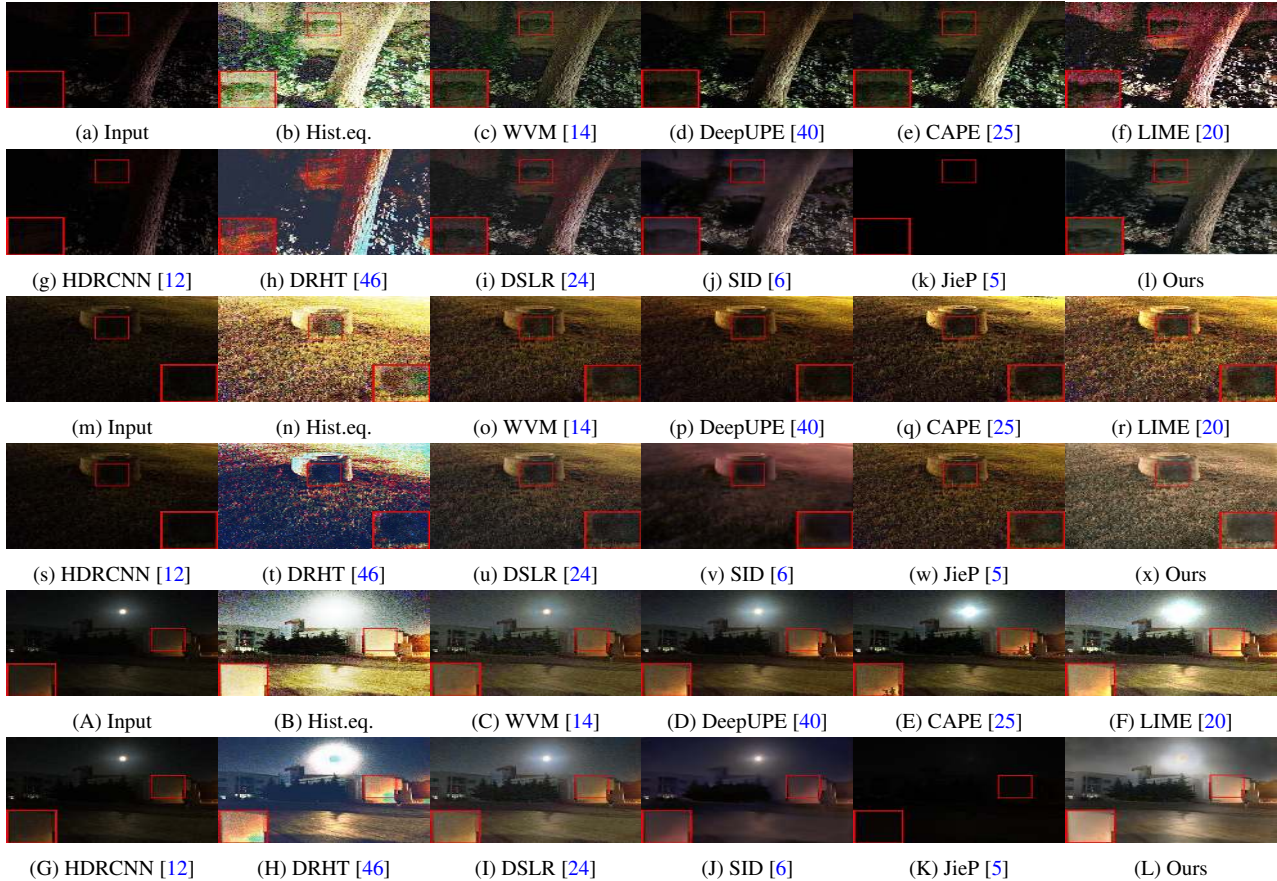 (a) Input (b) Hist.eq. (c) WVM [14] (d) DeepUPE [40] (e) CAPE [25] (f) LIME [20]
(g) HDRCNN [12] (h) DRHT [46] (i) DSLR [24] (j) SID [6] (k) JieP [5] (l) Ours
(m) Input (n) Hist.eq. (o) WVM [14] (p) DeepUPE [40] (q) CAPE [25] (r) LIME [20]
(s) HDRCNN [12] (t) DRHT [46] (u) DSLR [24] (v) SID [6] (w) JieP [5] (x) Ours
(A) Input (B) Hist.eq. (C) WVM [14] (D) DeepUPE [40] (E) CAPE [25] (F) LIME [20]
(G) HDRCNN [12] (H) DRHT [46] (I) DSLR [24] (J) SID [6] (K) JieP [5] (L) Ours